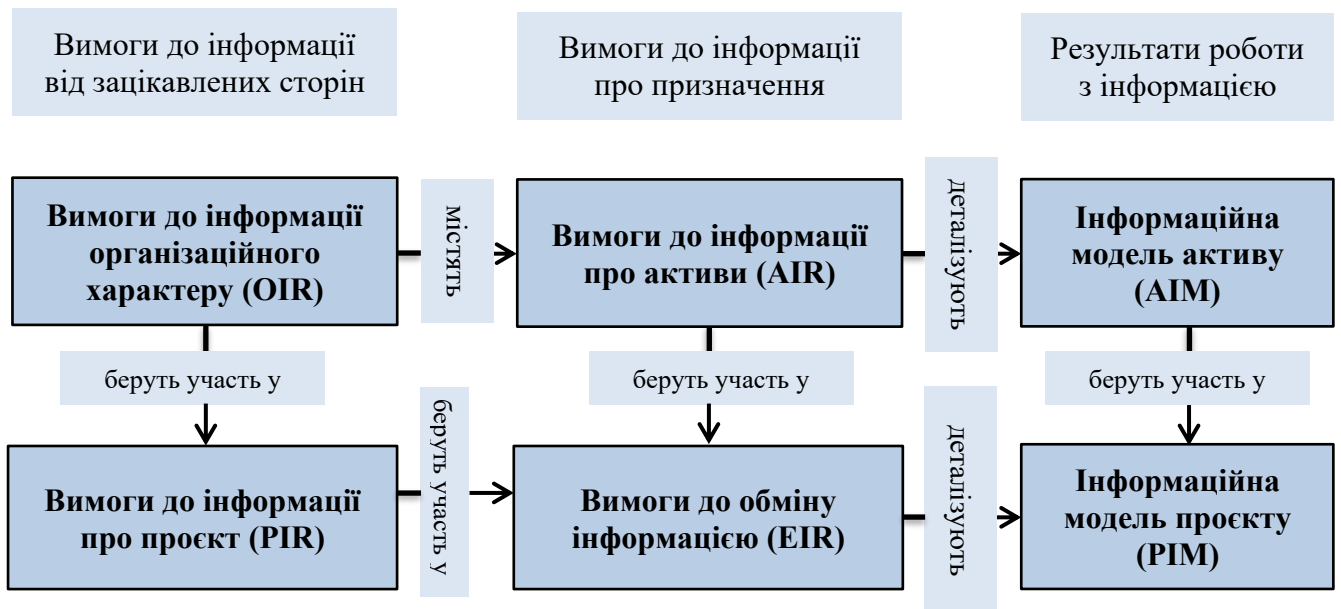 Вимоги до інформації
від зацікавлених сторін
Вимоги до інформації
про призначення
Результати роботи
з інформацією
Вимоги до інформації
організаційного
характеру (OIR)
містять
Вимоги до інформації
про активи (AIR)
деталізують
Інформаційна
модель активу
(AIM)
беруть участь у
беруть участь у
беруть участь у
Вимоги до інформації
про проєкт (PIR)
беруть участь у
Вимоги до обміну
інформацією (EIR)
деталізують
Інформаційна
модель проєкту
(PIM)